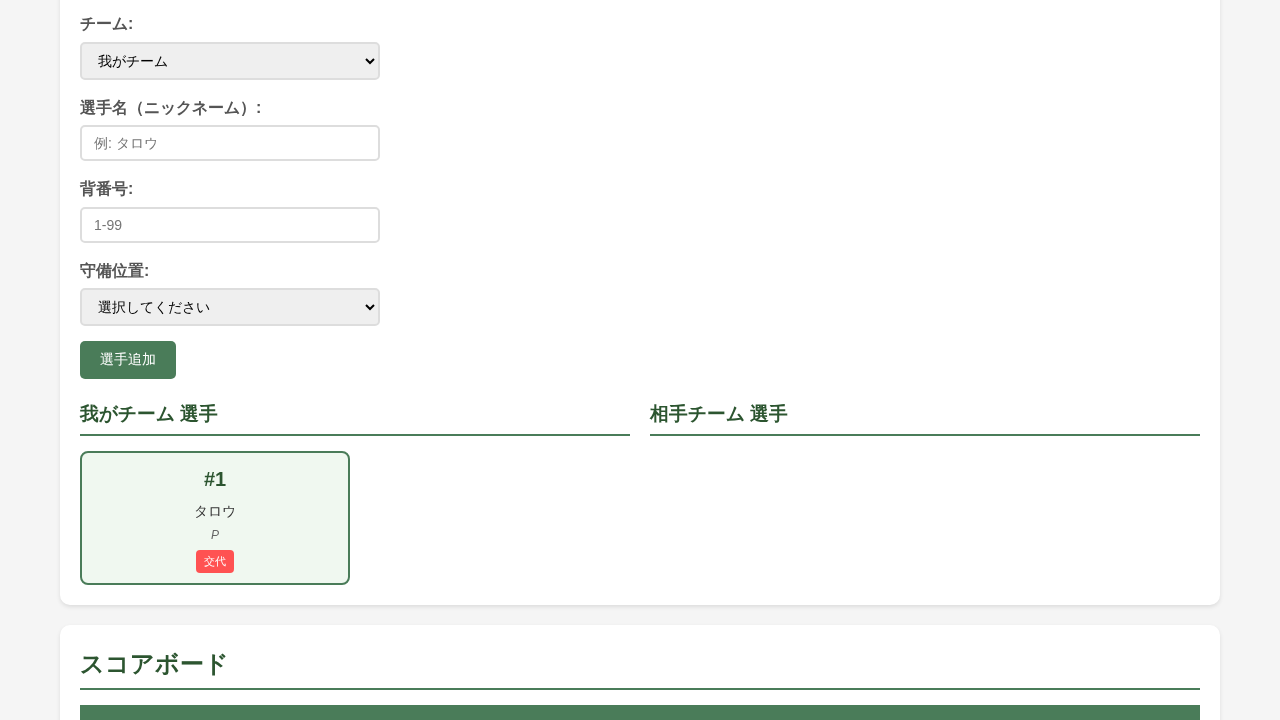 チーム:
我がチーム
選手名（ニックネーム）:
例: タロウ
背番号:
1-99
守備位置:
選択してください
選手追加
我がチーム 選手
相手チーム 選手
#1
タロウ
P
交代
スコアボード